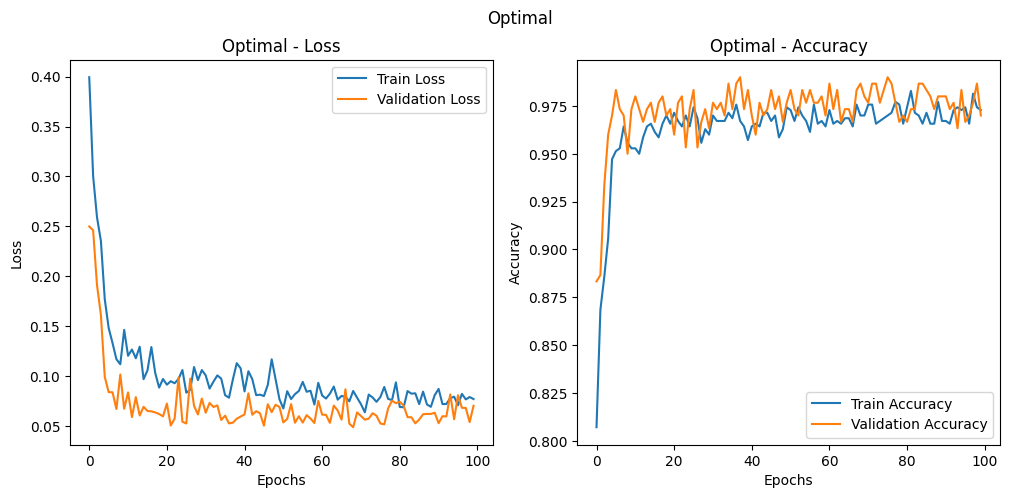 Optimal
Optimal - Loss
Train Loss
Validation Loss
0.40
0.35
0.30
0.25
0.20
0.15
0.10
0.05
0 20 40 60 80 100
Loss
Epochs
Optimal - Accuracy
Train Accuracy
Validation Accuracy
0.975
0.950
0.925
0.900
0.875
0.850
0.825
0.800
0 20 40 60 80 100
Accuracy
Epochs